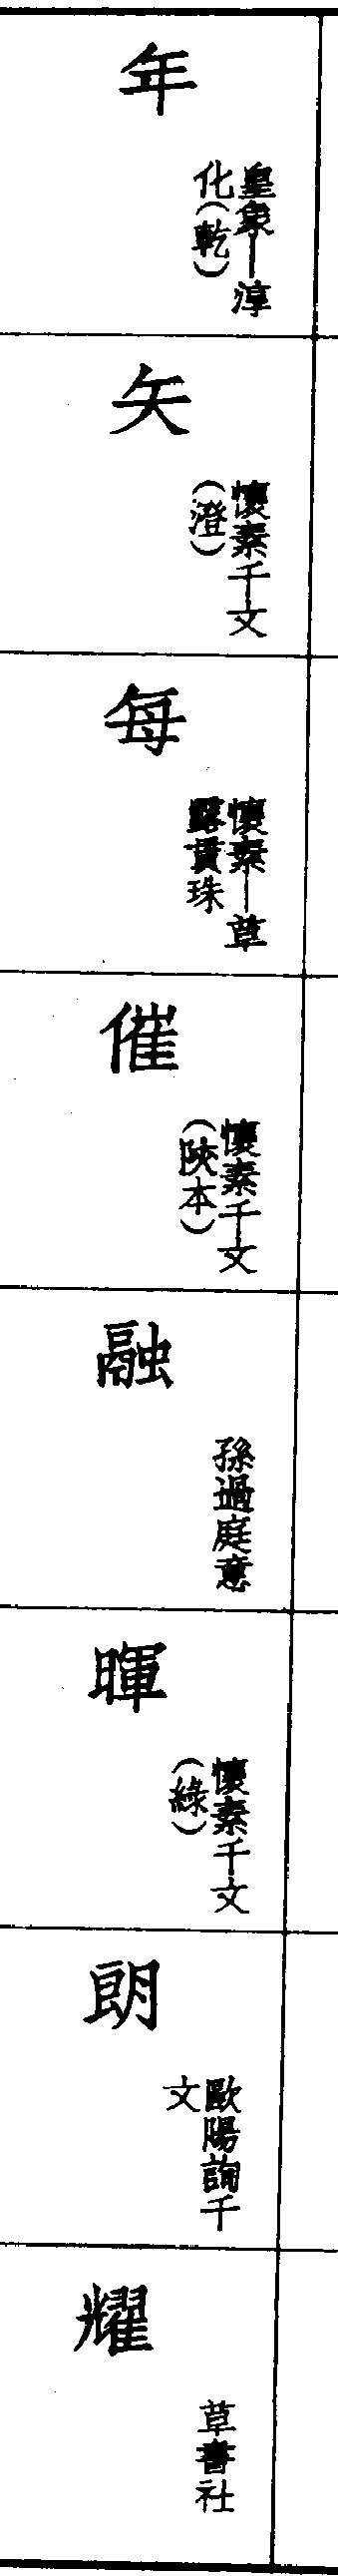 年
皇象—淳
化（乾）
矢
懷素千文
（澄）
每
懷素—草
貫珠
催
懷素千文
（陝本）
融
孫過庭意
暉
懷素千文
（綠）
朗
歐陽詢千
文
耀
草書社